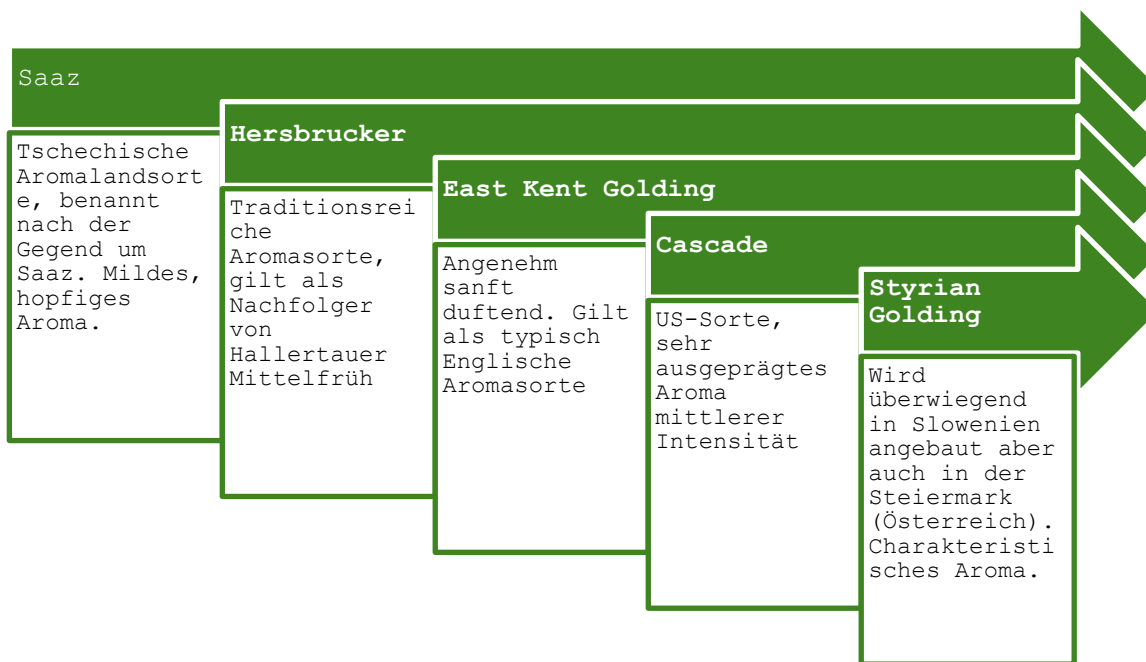 Saaz
Tschechische
Aromalandsort
e, benannt
nach der
Gegend um
Saaz. Mildes,
hopfiges
Aroma.
Hersbrucker
Traditionsrei
che
Aromasorte,
gilt als
Nachfolger
von
Hallertauer
Mittelfrüh
East Kent Golding
Angenehm
sanft
duftend. Gilt
als typisch
Englische
Aromasorte
Cascade
US-Sorte,
sehr
ausgeprägtes
Aroma
mittlerer
Intensität
Styrian
Golding
Wird
überwiegend
in Slowenien
angebaut aber
auch in der
Steiermark
(Österreich).
Charakteristi
sches Aroma.